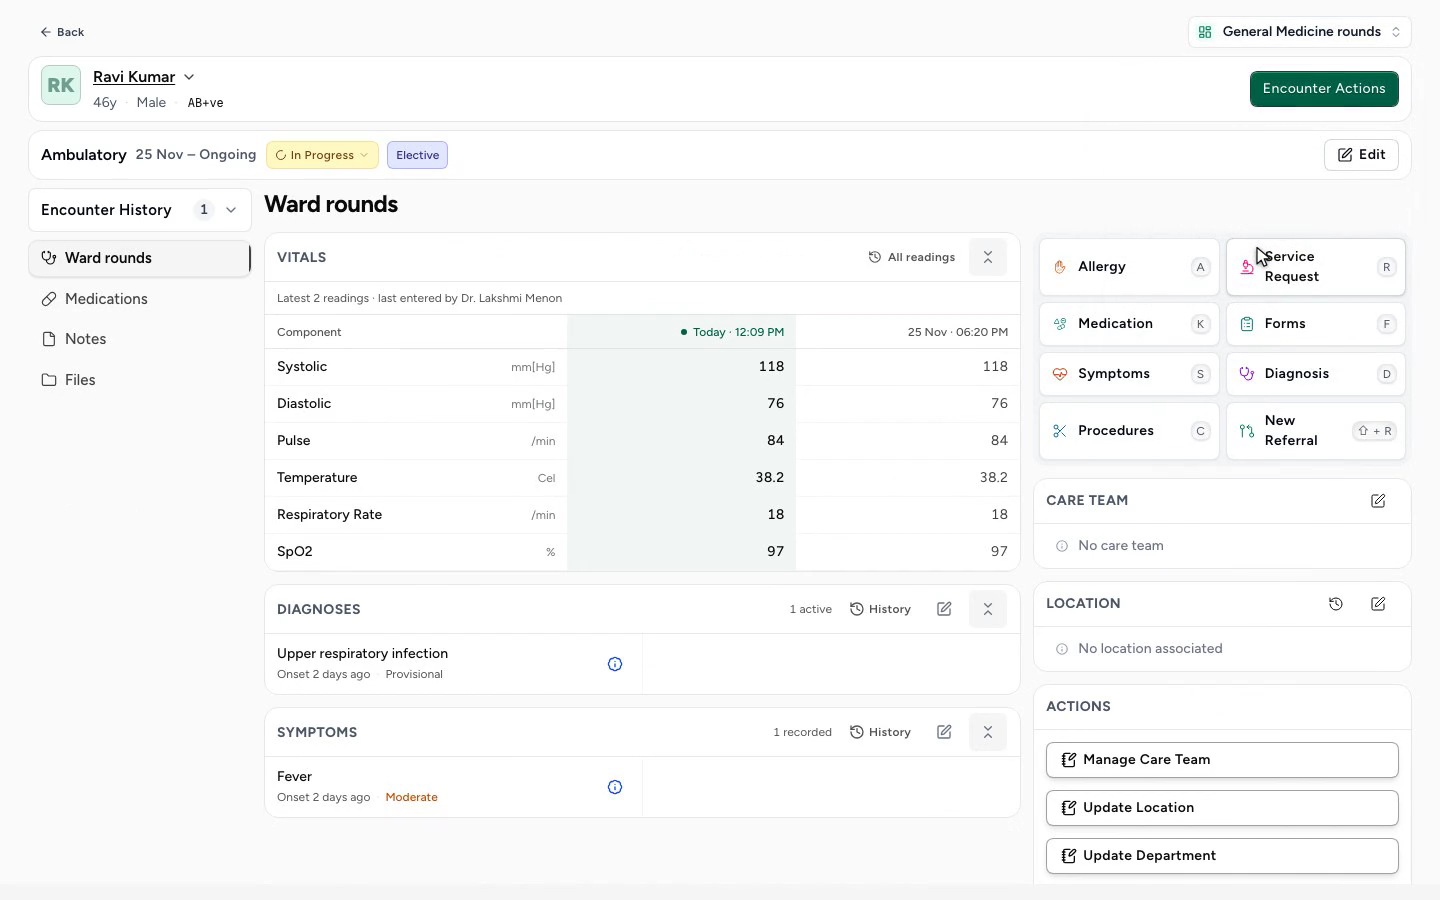 Back
General Medicine rounds
RK
Ravi Kumar
46y · Male · AB+ve
Encounter Actions
Ambulatory 25 Nov – Ongoing In Progress Elective
Edit
Encounter History 1
Ward rounds
Medications
Notes
Files
Ward rounds
VITALS
All readings
Latest 2 readings · last entered by Dr. Lakshmi Menon
Component Today · 12:09 PM 25 Nov · 06:20 PM
Systolic mm[Hg] 118 118
Diastolic mm[Hg] 76 76
Pulse /min 84 84
Temperature Cel 38.2 38.2
Respiratory Rate /min 18 18
SpO2 % 97 97
DIAGNOSES 1 active History
Upper respiratory infection
Onset 2 days ago · Provisional
SYMPTOMS 1 recorded History
Fever
Onset 2 days ago · Moderate
Allergy A
Service
Request R
Medication K
Forms F
Symptoms S
Diagnosis D
Procedures C
New
Referral ⇧ + R
CARE TEAM
No care team
LOCATION
No location associated
ACTIONS
Manage Care Team
Update Location
Update Department